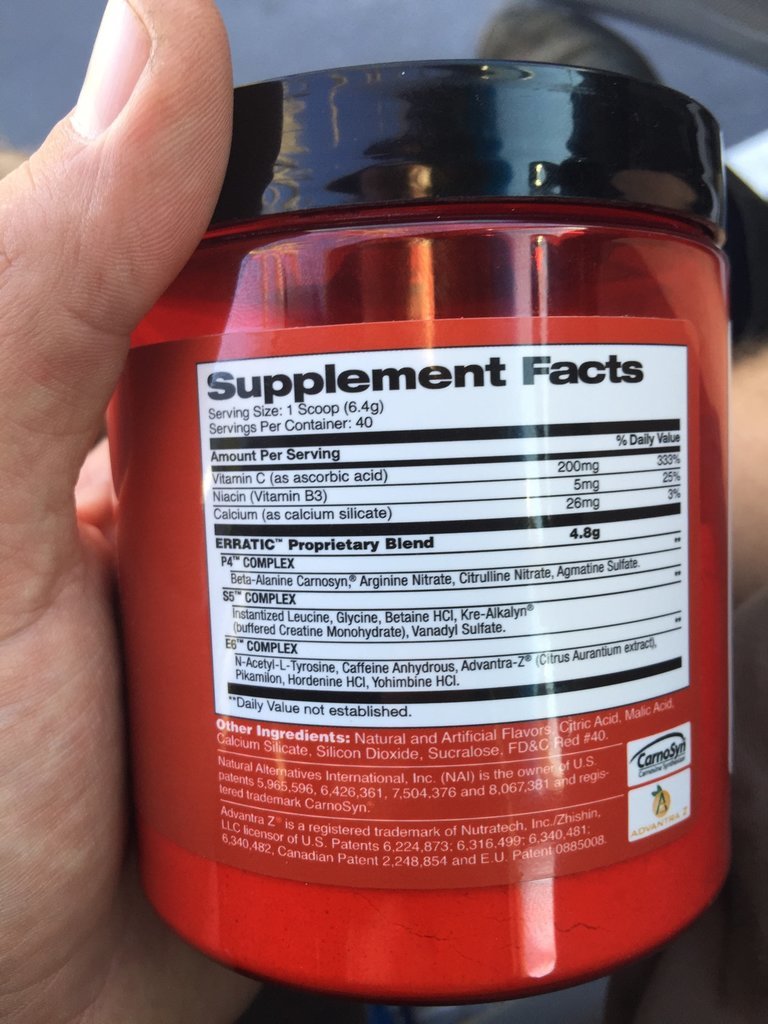 Supplement Facts
Serving Size: 1 Scoop (6.4g)
Servings Per Container: 40
% Daily Value
Amount Per Serving
Vitamin C (as ascorbic acid) 200mg 333%
Niacin (Vitamin B3) 5mg 25%
Calcium (as calcium silicate) 26mg 3%
ERRATIC™ Proprietary Blend 4.8g
P4™ COMPLEX **
Beta-Alanine Carnosyn,® Arginine Nitrate, Citrulline Nitrate, Agmatine Sulfate.
S5™ COMPLEX **
Instantized Leucine, Glycine, Betaine HCl, Kre-Alkalyn®
(buffered Creatine Monohydrate), Vanadyl Sulfate.
E6™ COMPLEX **
N-Acetyl-L-Tyrosine, Caffeine Anhydrous, Advantra-Z® (Citrus Aurantium extract),
Pikamilon, Hordenine HCl, Yohimbine HCl.
**Daily Value not established.
Other Ingredients: Natural and Artificial Flavors, Citric Acid, Malic Acid,
Calcium Silicate, Silicon Dioxide, Sucralose, FD&C Red #40.
Natural Alternatives International, Inc. (NAI) is the owner of U.S.
patents 5,965,596, 6,426,361, 7,504,376 and 8,067,381 and regis-
tered trademark CarnoSyn.®
Advantra Z® is a registered trademark of Nutratech, Inc./Zhishin,
LLC licensor of U.S. Patents 6,224,873; 6,316,499; 6,340,481;
6,340,482, Canadian Patent 2,248,854 and E.U. Patent 0885008.
CarnoSyn
Carnosine Synthesizer
ADVANTRA Z